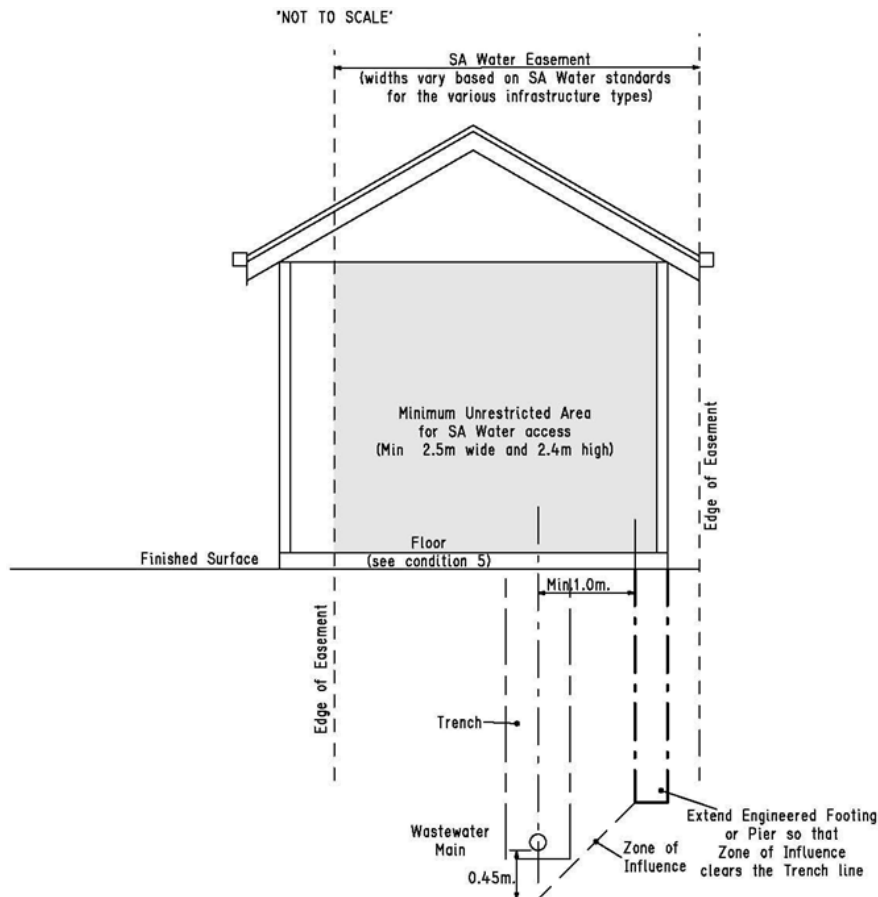 "NOT TO SCALE"
SA Water Easement
(widths vary based on SA Water standards
for the various infrastructure types)
Minimum Unrestricted Area
for SA Water access
(Min 2.5m wide and 2.4m high)
Edge of Easement
Floor
(see condition 5)
Finished Surface
Min.1.0m.
Edge of Easement
Trench
Wastewater
Main
0.45m.
Zone of
Influence
Extend Engineered Footing
or Pier so that
Zone of Influence
clears the Trench line